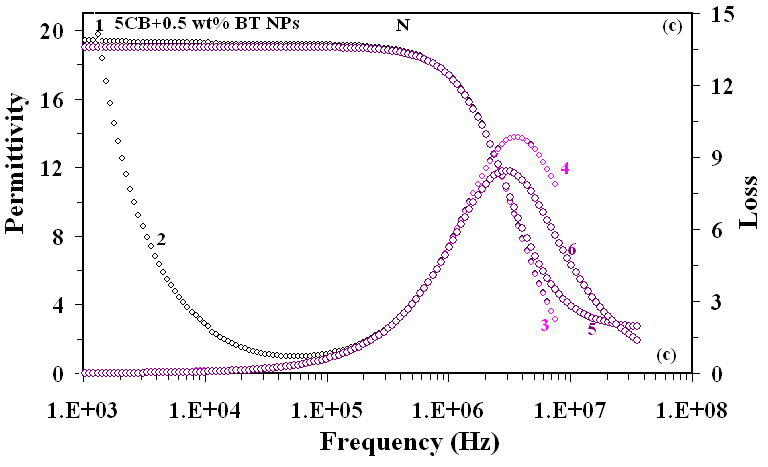 1 5CB+0.5 wt% BT NPs N (c)
20 15
16 12
12 9
8 6
4 3
0 0
4
2
6
3
5
(c)
Permittivity
Loss
1.E+03 1.E+04 1.E+05 1.E+06 1.E+07 1.E+08
Frequency (Hz)